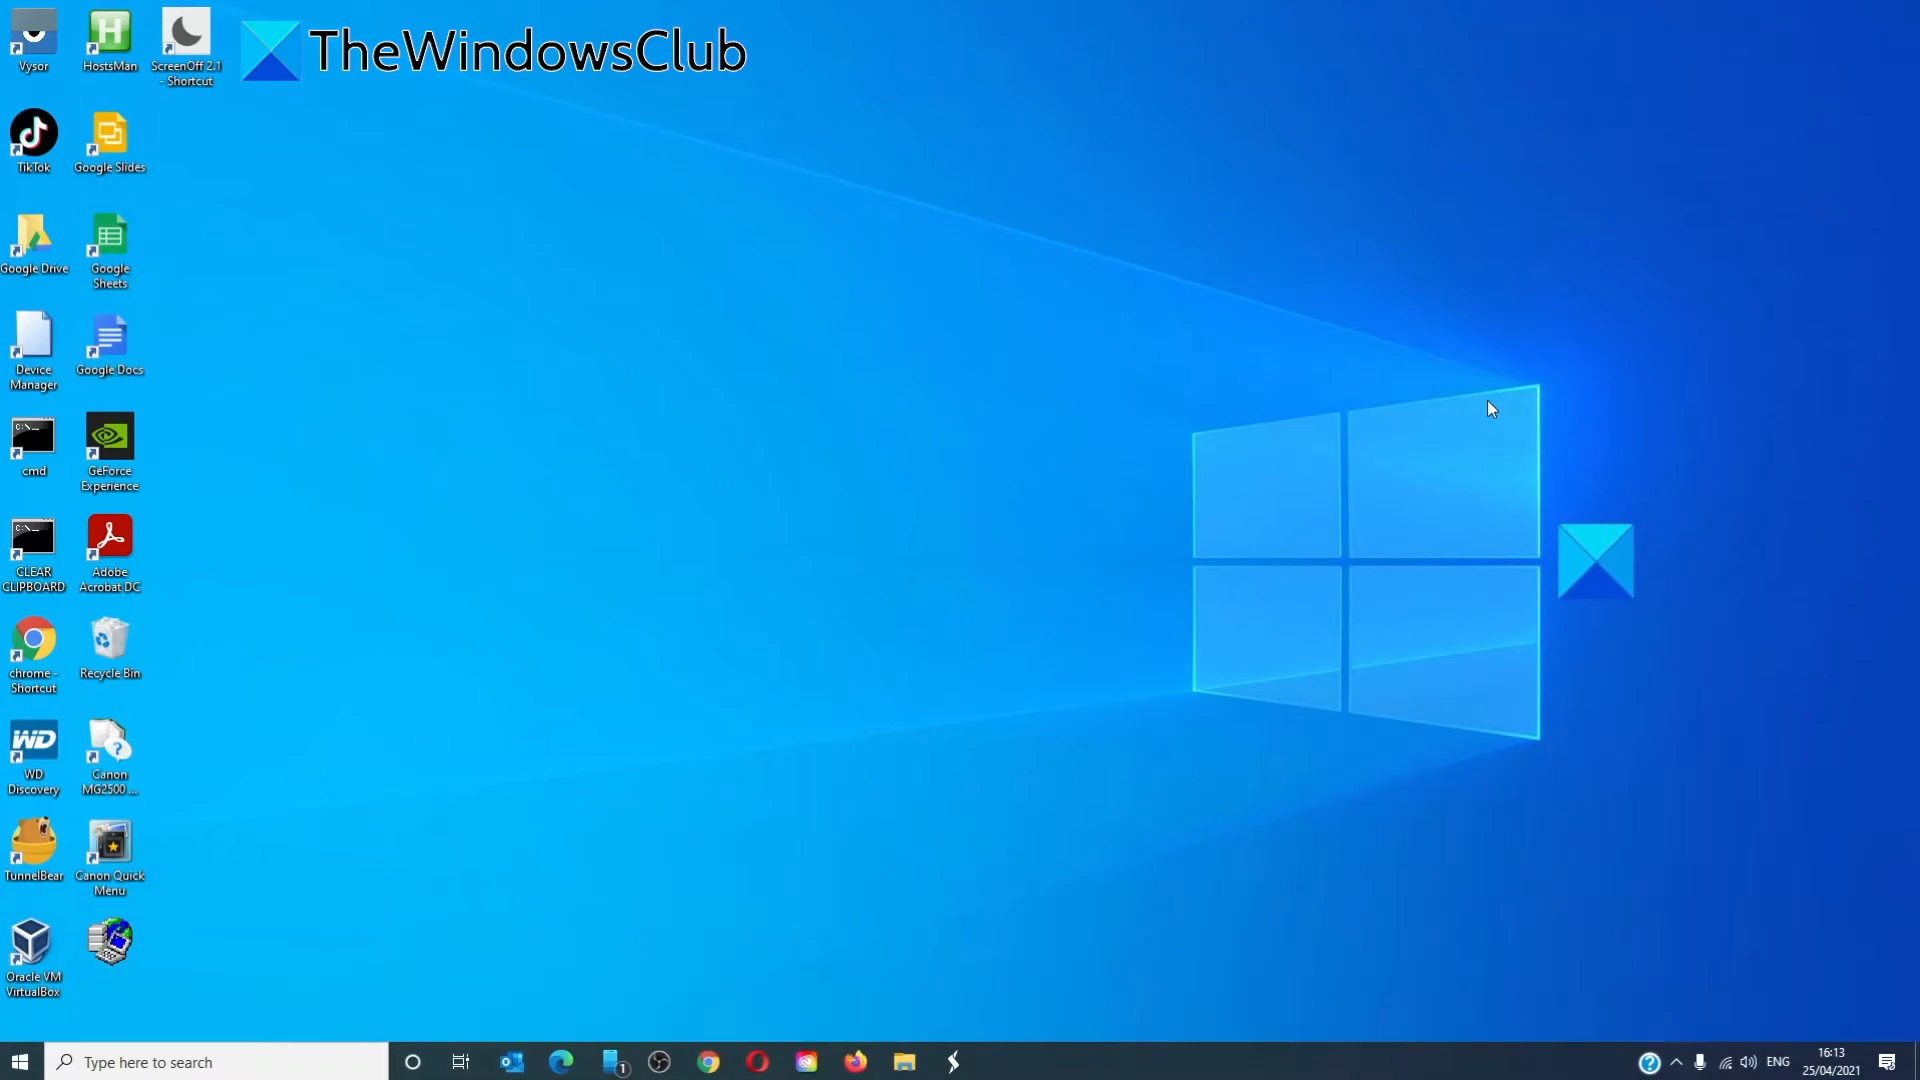 TheWindowsClub
Vysor
HostsMan
ScreenOff 2.1
- Shortcut
TikTok
Google Slides
Google Drive
Google
Sheets
Device
Manager
Google Docs
C:\_
cmd
GeForce
Experience
C:\_
CLEAR
CLIPBOARD
Adobe
Acrobat DC
chrome -
Shortcut
Recycle Bin
WD
WD
Discovery
Canon
MG2500 ...
TunnelBear
Canon Quick
Menu
Oracle VM
VirtualBox
Type here to search
1
ENG
16:13
25/04/2021